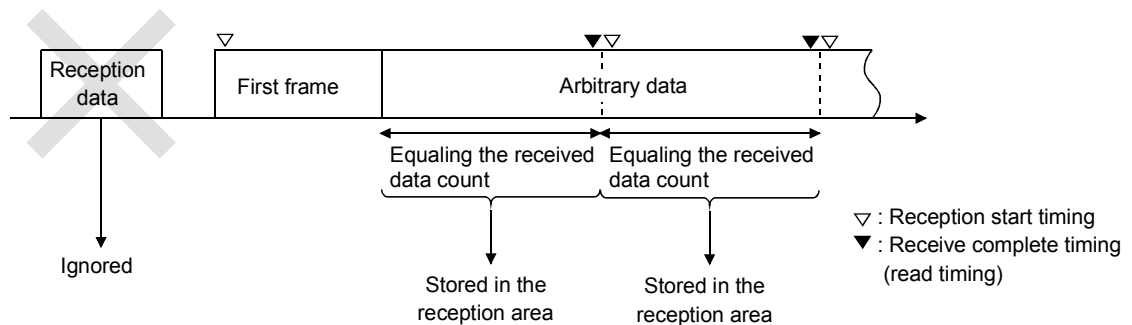 Reception
data
First frame
Arbitrary data
Equaling the received
data count
Equaling the received
data count
Ignored
Stored in the
reception area
Stored in the
reception area
: Reception start timing
: Receive complete timing
(read timing)